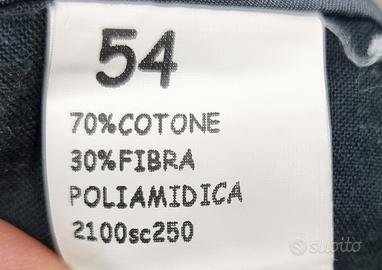 54
70%COTONE
30%FIBRA
POLIAMIDICA
2100sc250
subito